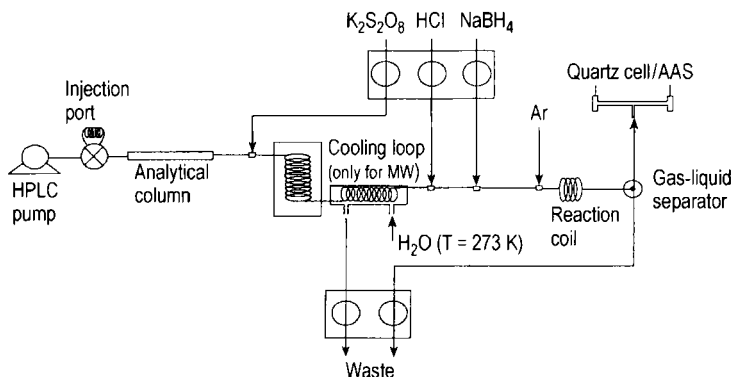 K₂S₂O₈ HCl NaBH₄
Quartz cell/AAS
Injection
port
HPLC
pump
Analytical
column
Cooling loop
(only for MW)
H₂O (T = 273 K)
Ar
Reaction
coil
Gas-liquid
separator
Waste